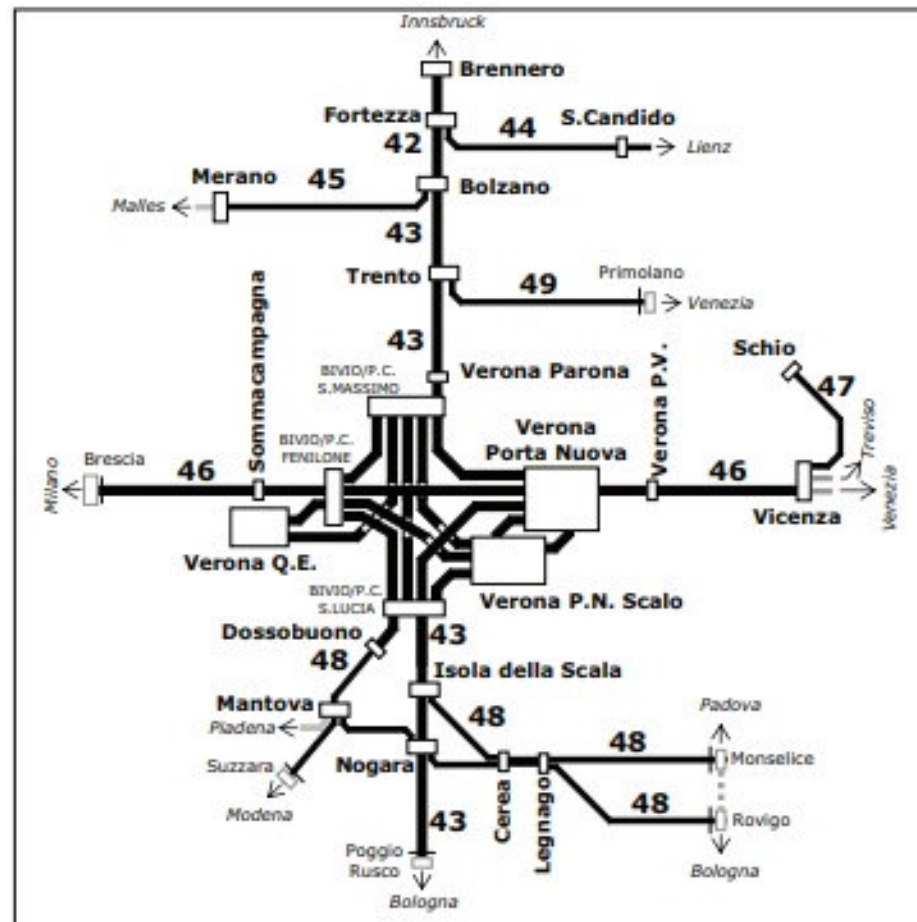 Innsbruck
Brennero
Fortezza
44
S.Candido
42
Lienz
Merano
45
Bolzano
Malles
43
Trento
49
Primolano
Venezia
43
Schio
Sommacampagna
BIVIO/P.C.
S.MASSIMO
Verona Parona
Verona P.V.
47
BIVIO/P.C.
FENILONE
Verona
Porta Nuova
Treviso
Milano
Brescia
46
46
Venezia
Vicenza
Verona Q.E.
BIVIO/P.C.
S.LUCIA
Verona P.N. Scalo
Dossobuono
43
48
Isola della Scala
Mantova
Piadena
48
Padova
48
Monselice
Suzzara
Nogara
Cerea
Legnago
48
Modena
43
Rovigo
Poggio
Rusco
Bologna
Bologna